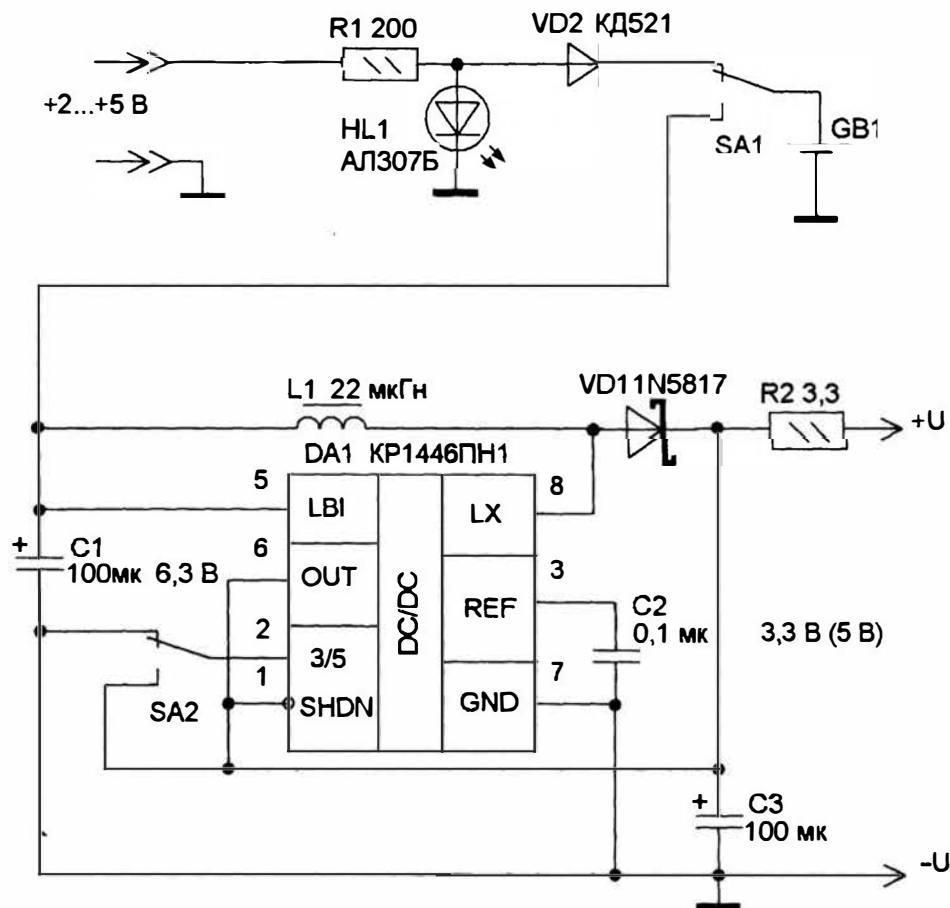 R1 200
VD2 КД521
+2...+5 В
HL1
АЛ307Б
SA1
GB1
L1 22 мкГн
VD11N5817
R2 3,3
+U
DA1 КР1446ПН1
5
LBI
LX
8
+
C1
100мк 6,3 В
6
OUT
DC/DC
REF
3
C2
0,1 мк
3,3 В (5 В)
2
3/5
1
SHDN
GND
7
SA2
+
C3
100 мк
-U